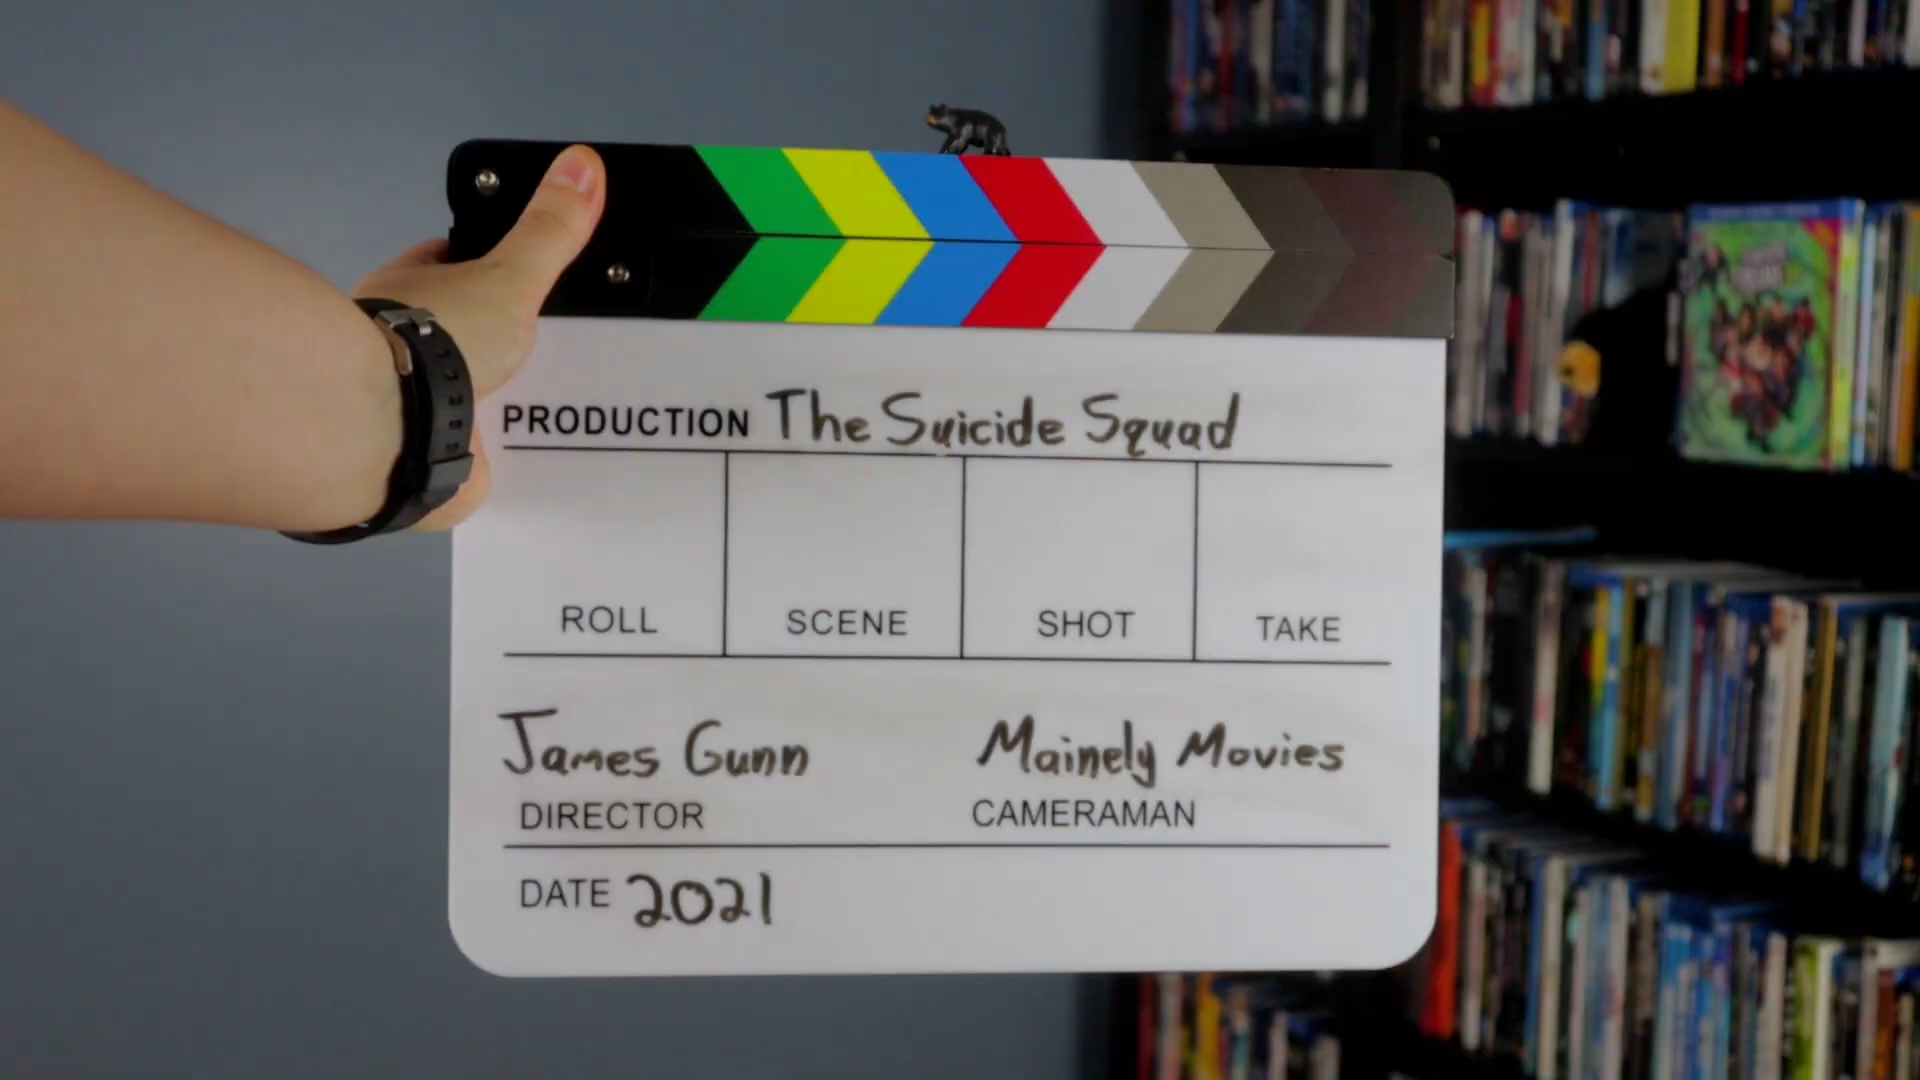 PRODUCTION The Suicide Squad
ROLL SCENE SHOT TAKE
James Gunn Mainely Movies
DIRECTOR CAMERAMAN
DATE 2021